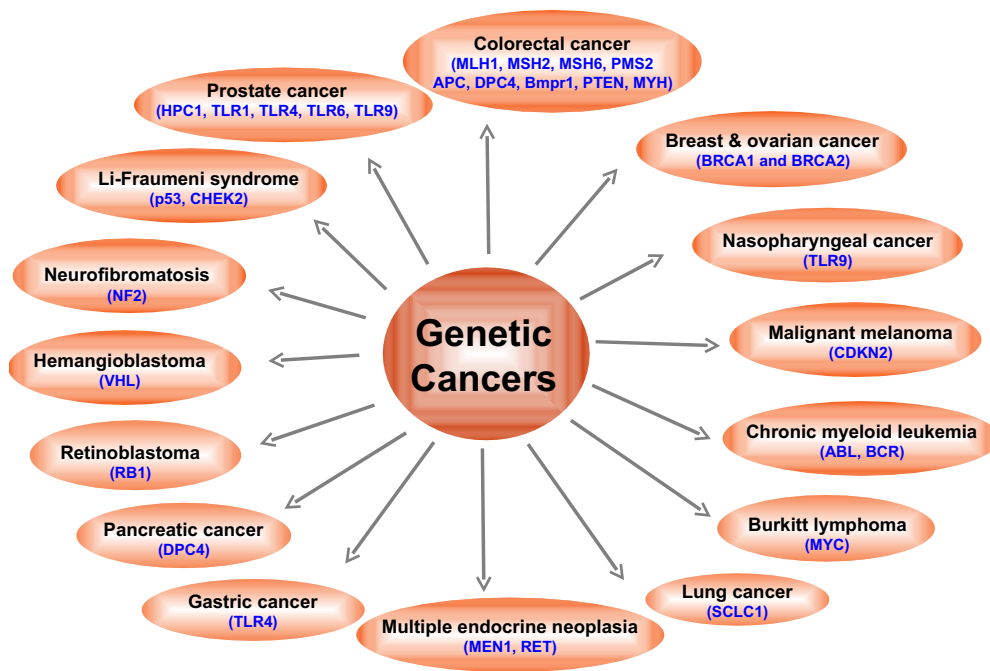 Colorectal cancer
(MLH1, MSH2, MSH6, PMS2
APC, DPC4, Bmpr1, PTEN, MYH)
Prostate cancer
(HPC1, TLR1, TLR4, TLR6, TLR9)
Breast & ovarian cancer
(BRCA1 and BRCA2)
Li-Fraumeni syndrome
(p53, CHEK2)
Nasopharyngeal cancer
(TLR9)
Neurofibromatosis
(NF2)
Genetic
Cancers
Malignant melanoma
(CDKN2)
Hemangioblastoma
(VHL)
Chronic myeloid leukemia
(ABL, BCR)
Retinoblastoma
(RB1)
Burkitt lymphoma
(MYC)
Pancreatic cancer
(DPC4)
Lung cancer
(SCLC1)
Gastric cancer
(TLR4)
Multiple endocrine neoplasia
(MEN1, RET)